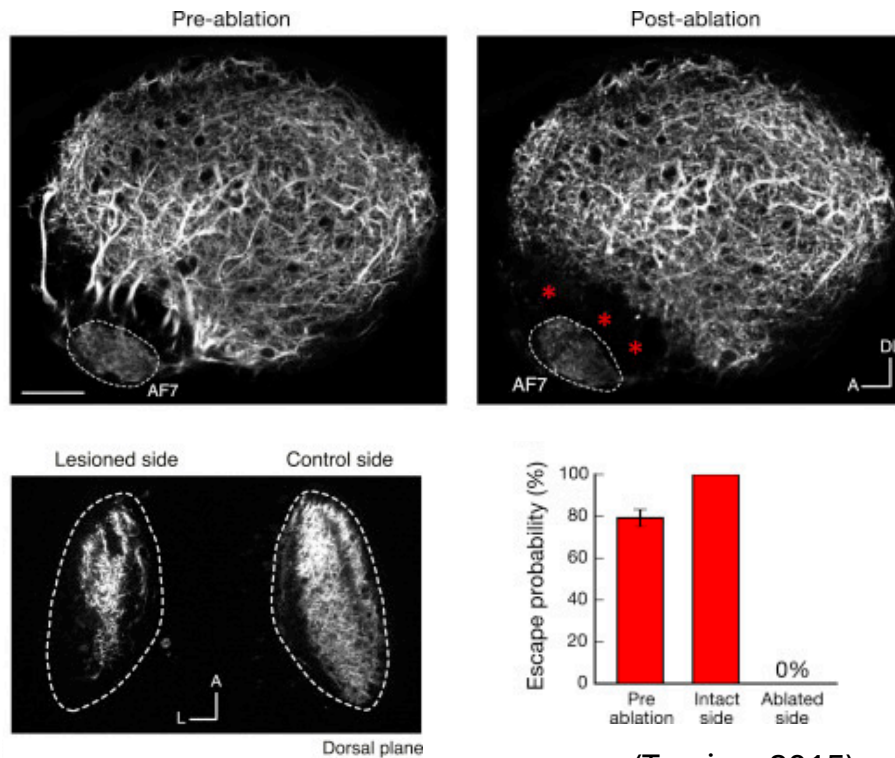 Pre-ablation
Post-ablation
AF7
AF7
A
Lesioned side
Control side
A
L
Dorsal plane
Escape probability (%)
100
80
60
40
20
0
0%
Pre ablation
Intact side
Ablated side